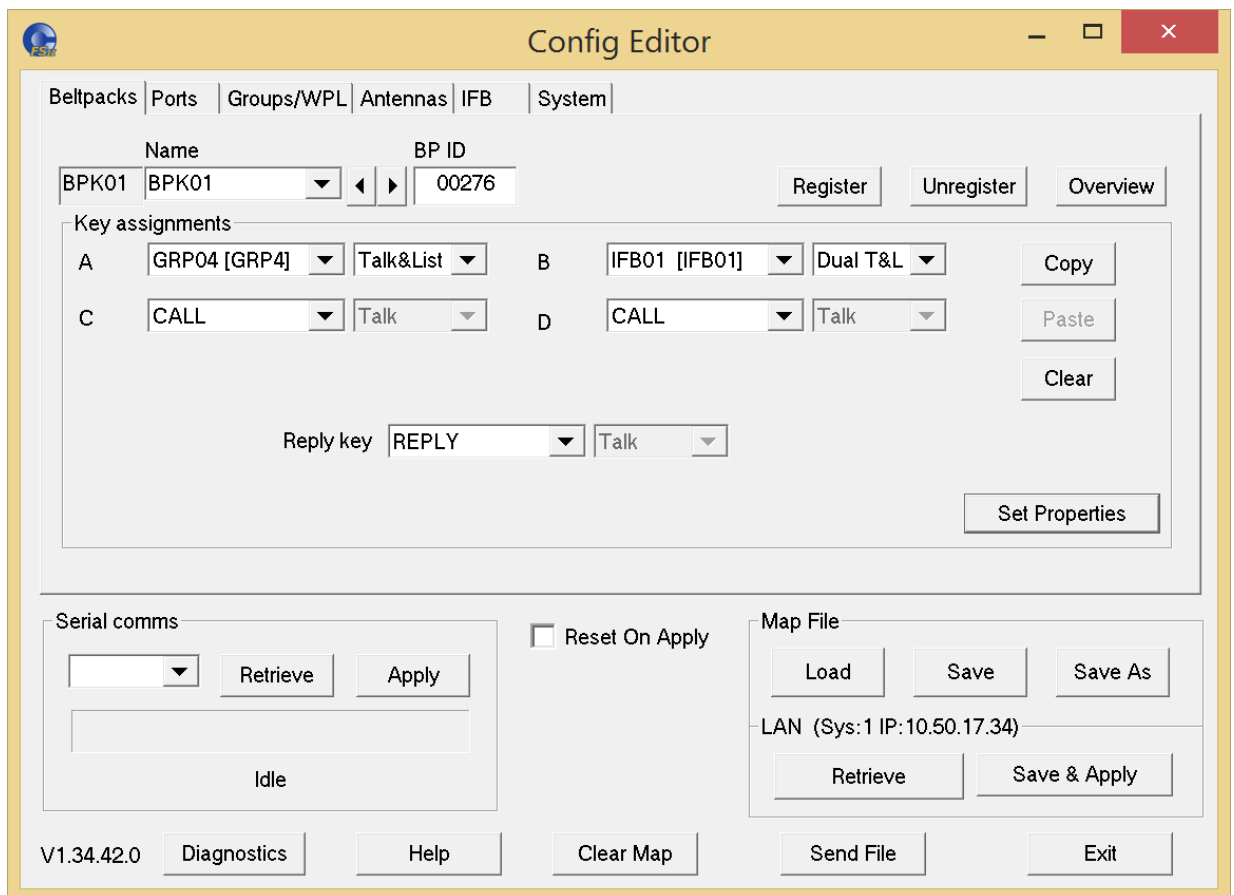 Config Editor
Beltpacks Ports Groups/WPL Antennas IFB System
Name BP ID
BPK01 BPK01 00276 Register Unregister Overview
Key assignments
A GRP04 [GRP4] Talk&List B IFB01 [IFB01] Dual T&L Copy
C CALL Talk D CALL Talk Paste
Clear
Reply key REPLY Talk
Set Properties
Serial comms
Retrieve Apply
Idle
Reset On Apply
Map File
Load Save Save As
LAN (Sys:1 IP:10.50.17.34)
Retrieve Save & Apply
V1.34.42.0 Diagnostics Help Clear Map Send File Exit